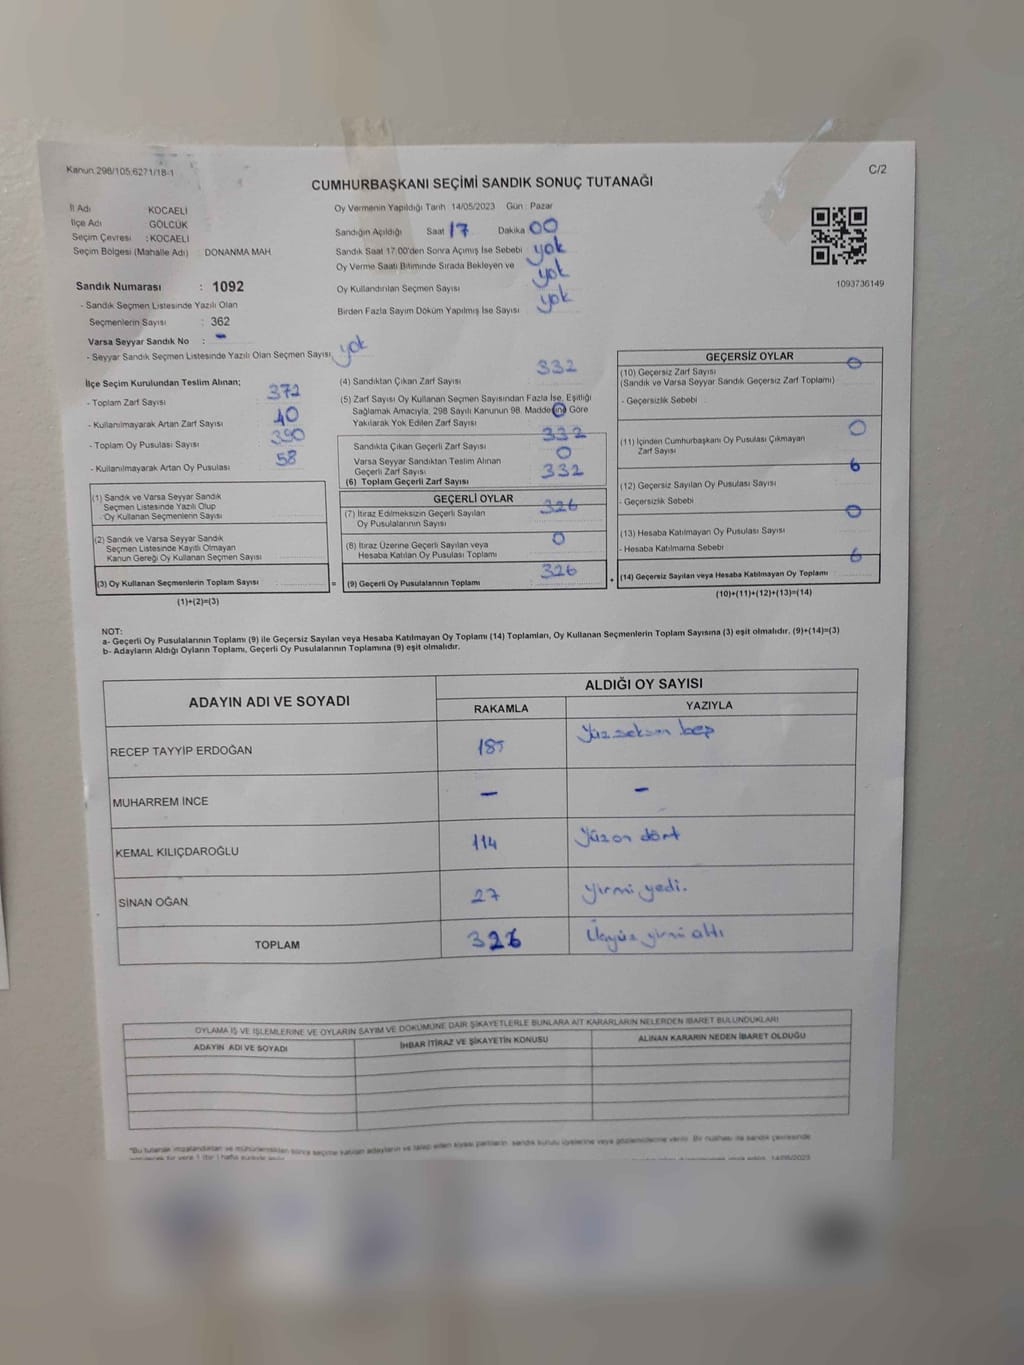 Kanun.298/105,6271/18-1
C/2
CUMHURBAŞKANI SEÇİMİ SANDIK SONUÇ TUTANAĞI
İl Adı KOCAELİ
İlçe Adı GÖLCÜK
Seçim Çevresi : KOCAELİ
Seçim Bölgesi (Mahalle Adı) DONANMA MAH
Sandık Numarası : 1092
- Sandık Seçmen Listesinde Yazılı Olan
Seçmenlerin Sayısı : 362
Varsa Seyyar Sandık No : -
- Seyyar Sandık Seçmen Listesinde Yazılı Olan Seçmen Sayısı yok
Oy Vermenin Yapıldığı Tarih :14/05/2023 Gün : Pazar
Sandığın Açıldığı Saat 17 Dakika 00
Sandık Saat 17:00'den Sonra Açımış İse Sebebi yok
Oy Verme Saati Bitiminde Sırada Bekleyen ve
Oy Kullandırılan Seçmen Sayısı yok
Birden Fazla Sayım Döküm Yapılmış İse Sayısı yok
1093736149
İlçe Seçim Kurulundan Teslim Alınan;
- Toplam Zarf Sayısı 372
- Kullanılmayarak Artan Zarf Sayısı 40
- Toplam Oy Pusulası Sayısı 390
- Kullanılmayarak Artan Oy Pusulası 58
(1) Sandık ve Varsa Seyyar Sandık
Seçmen Listesinde Yazılı Olup
Oy Kullanan Seçmenlerin Sayısı
(2) Sandık ve Varsa Seyyar Sandık
Seçmen Listesinde Kayıtlı Olmayan
Kanun Gereği Oy Kullanan Seçmen Sayısı
(3) Oy Kullanan Seçmenlerin Toplam Sayısı =
(1)+(2)=(3)
(4) Sandıktan Çıkan Zarf Sayısı 332
(5) Zarf Sayısı Oy Kullanan Seçmen Sayısından Fazla İse, Eşitliği
Sağlamak Amacıyla, 298 Sayılı Kanunun 98. Maddesine Göre
Yakılarak Yok Edilen Zarf Sayısı 0
Sandıkta Çıkan Geçerli Zarf Sayısı 332
Varsa Seyyar Sandıktan Teslim Alınan
Geçerli Zarf Sayısı 0
(6) Toplam Geçerli Zarf Sayısı 332
GEÇERLİ OYLAR
(7) İtiraz Edilmeksizin Geçerli Sayılan
Oy Pusulalarının Sayısı 326
(8) İtiraz Üzerine Geçerli Sayılan veya
Hesaba Katılan Oy Pusulası Toplamı 0
(9) Geçerli Oy Pusulalarının Toplamı 326 +
GEÇERSİZ OYLAR
(10) Geçersiz Zarf Sayısı 0
(Sandık ve Varsa Seyyar Sandık Geçersiz Zarf Toplamı)
- Geçersizlik Sebebi
(11) İçinden Cumhurbaşkanı Oy Pusulası Çıkmayan
Zarf Sayısı 0
(12) Geçersiz Sayılan Oy Pusulası Sayısı 6
- Geçersizlik Sebebi
(13) Hesaba Katılmayan Oy Pusulası Sayısı 0
- Hesaba Katılmama Sebebi
(14) Geçersiz Sayılan veya Hesaba Katılmayan Oy Toplamı 6
(10)+(11)+(12)+(13)=(14)
NOT:
a- Geçerli Oy Pusulalarının Toplamı (9) ile Geçersiz Sayılan veya Hesaba Katılmayan Oy Toplamı (14) Toplamları, Oy Kullanan Seçmenlerin Toplam Sayısına (3) eşit olmalıdır. (9)+(14)=(3)
b- Adayların Aldığı Oyların Toplamı, Geçerli Oy Pusulalarının Toplamına (9) eşit olmalıdır.
ADAYIN ADI VE SOYADI
ALDIĞI OY SAYISI
RAKAMLA YAZIYLA
RECEP TAYYİP ERDOĞAN 185 Yüzseksen beş
MUHARREM İNCE - -
KEMAL KILIÇDAROĞLU 114 Yüzon dört
SİNAN OĞAN 27 Yirmi yedi.
TOPLAM 326 Üçyüz yirmi altı
OYLAMA İŞ VE İŞLEMLERİNE VE OYLARIN SAYIM VE DÖKÜMÜNE DAİR ŞİKAYETLERLE BUNLARA AİT KARARLARIN NELERDEN İBARET BULUNDUKLARI
ADAYIN ADI VE SOYADI İHBAR İTİRAZ VE ŞİKAYETİN KONUSU ALINAN KARARIN NEDEN İBARET OLDUĞU
"Bu tutanak imzalandıktan ve mühürlendikten sonra seçime katılan adayların ve talep eden siyasi partilerin, sandık kurulu üyelerine veya gözlemcilerine verilir. Bir nüshası da sandık çevresinde
14/05/2023